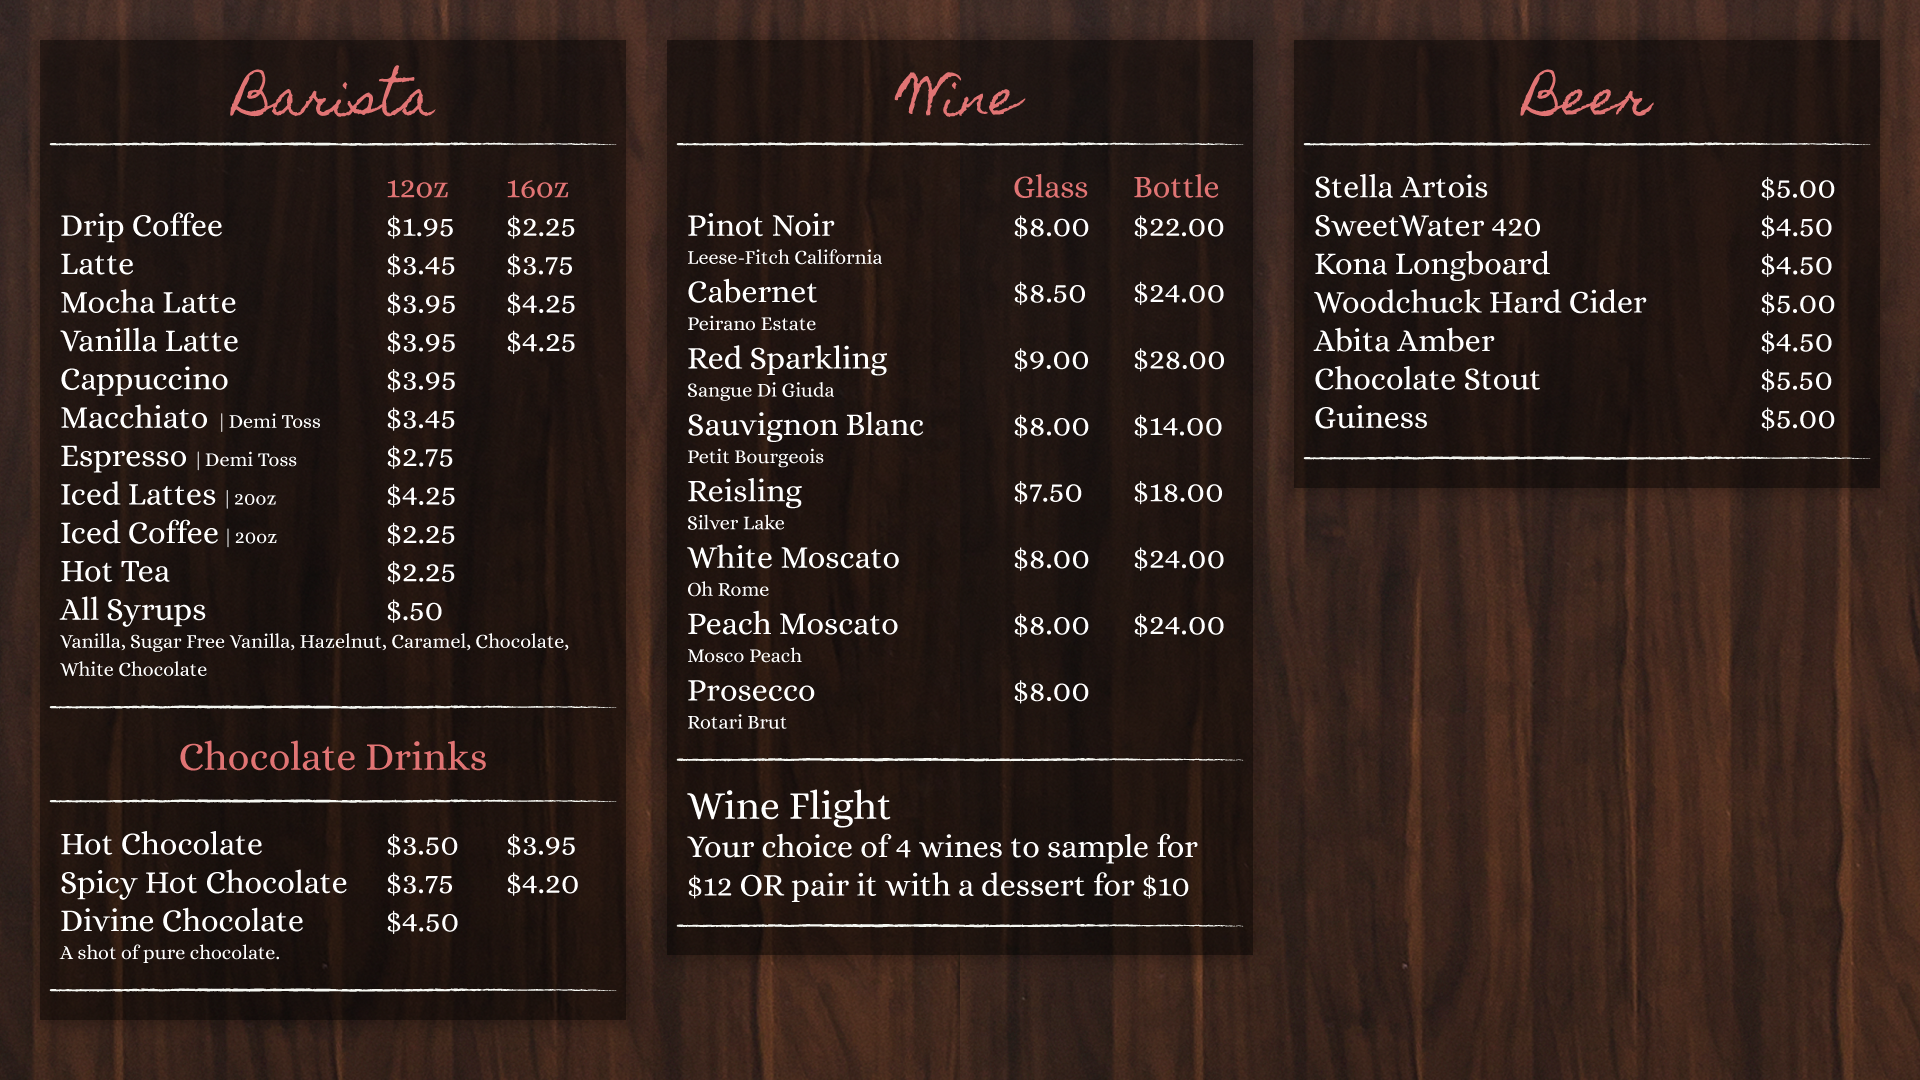 Barista
12oz 16oz
Drip Coffee $1.95 $2.25
Latte $3.45 $3.75
Mocha Latte $3.95 $4.25
Vanilla Latte $3.95 $4.25
Cappuccino $3.95
Macchiato | Demi Toss $3.45
Espresso | Demi Toss $2.75
Iced Lattes | 20oz $4.25
Iced Coffee | 20oz $2.25
Hot Tea $2.25
All Syrups $.50
Vanilla, Sugar Free Vanilla, Hazelnut, Caramel, Chocolate,
White Chocolate
Chocolate Drinks
Hot Chocolate $3.50 $3.95
Spicy Hot Chocolate $3.75 $4.20
Divine Chocolate $4.50
A shot of pure chocolate.
Wine
Glass Bottle
Pinot Noir $8.00 $22.00
Leese-Fitch California
Cabernet $8.50 $24.00
Peirano Estate
Red Sparkling $9.00 $28.00
Sangue Di Giuda
Sauvignon Blanc $8.00 $14.00
Petit Bourgeois
Reisling $7.50 $18.00
Silver Lake
White Moscato $8.00 $24.00
Oh Rome
Peach Moscato $8.00 $24.00
Mosco Peach
Prosecco $8.00
Rotari Brut
Wine Flight
Your choice of 4 wines to sample for
$12 OR pair it with a dessert for $10
Beer
Stella Artois $5.00
SweetWater 420 $4.50
Kona Longboard $4.50
Woodchuck Hard Cider $5.00
Abita Amber $4.50
Chocolate Stout $5.50
Guiness $5.00